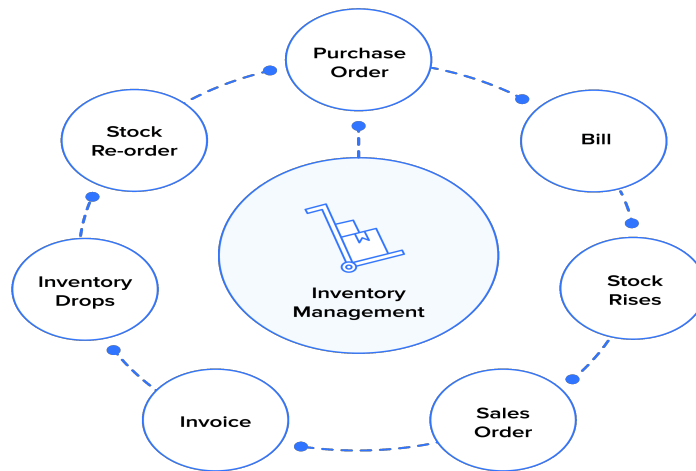 Purchase
Order
Bill
Stock
Rises
Sales
Order
Invoice
Inventory
Drops
Stock
Re-order
Inventory
Management